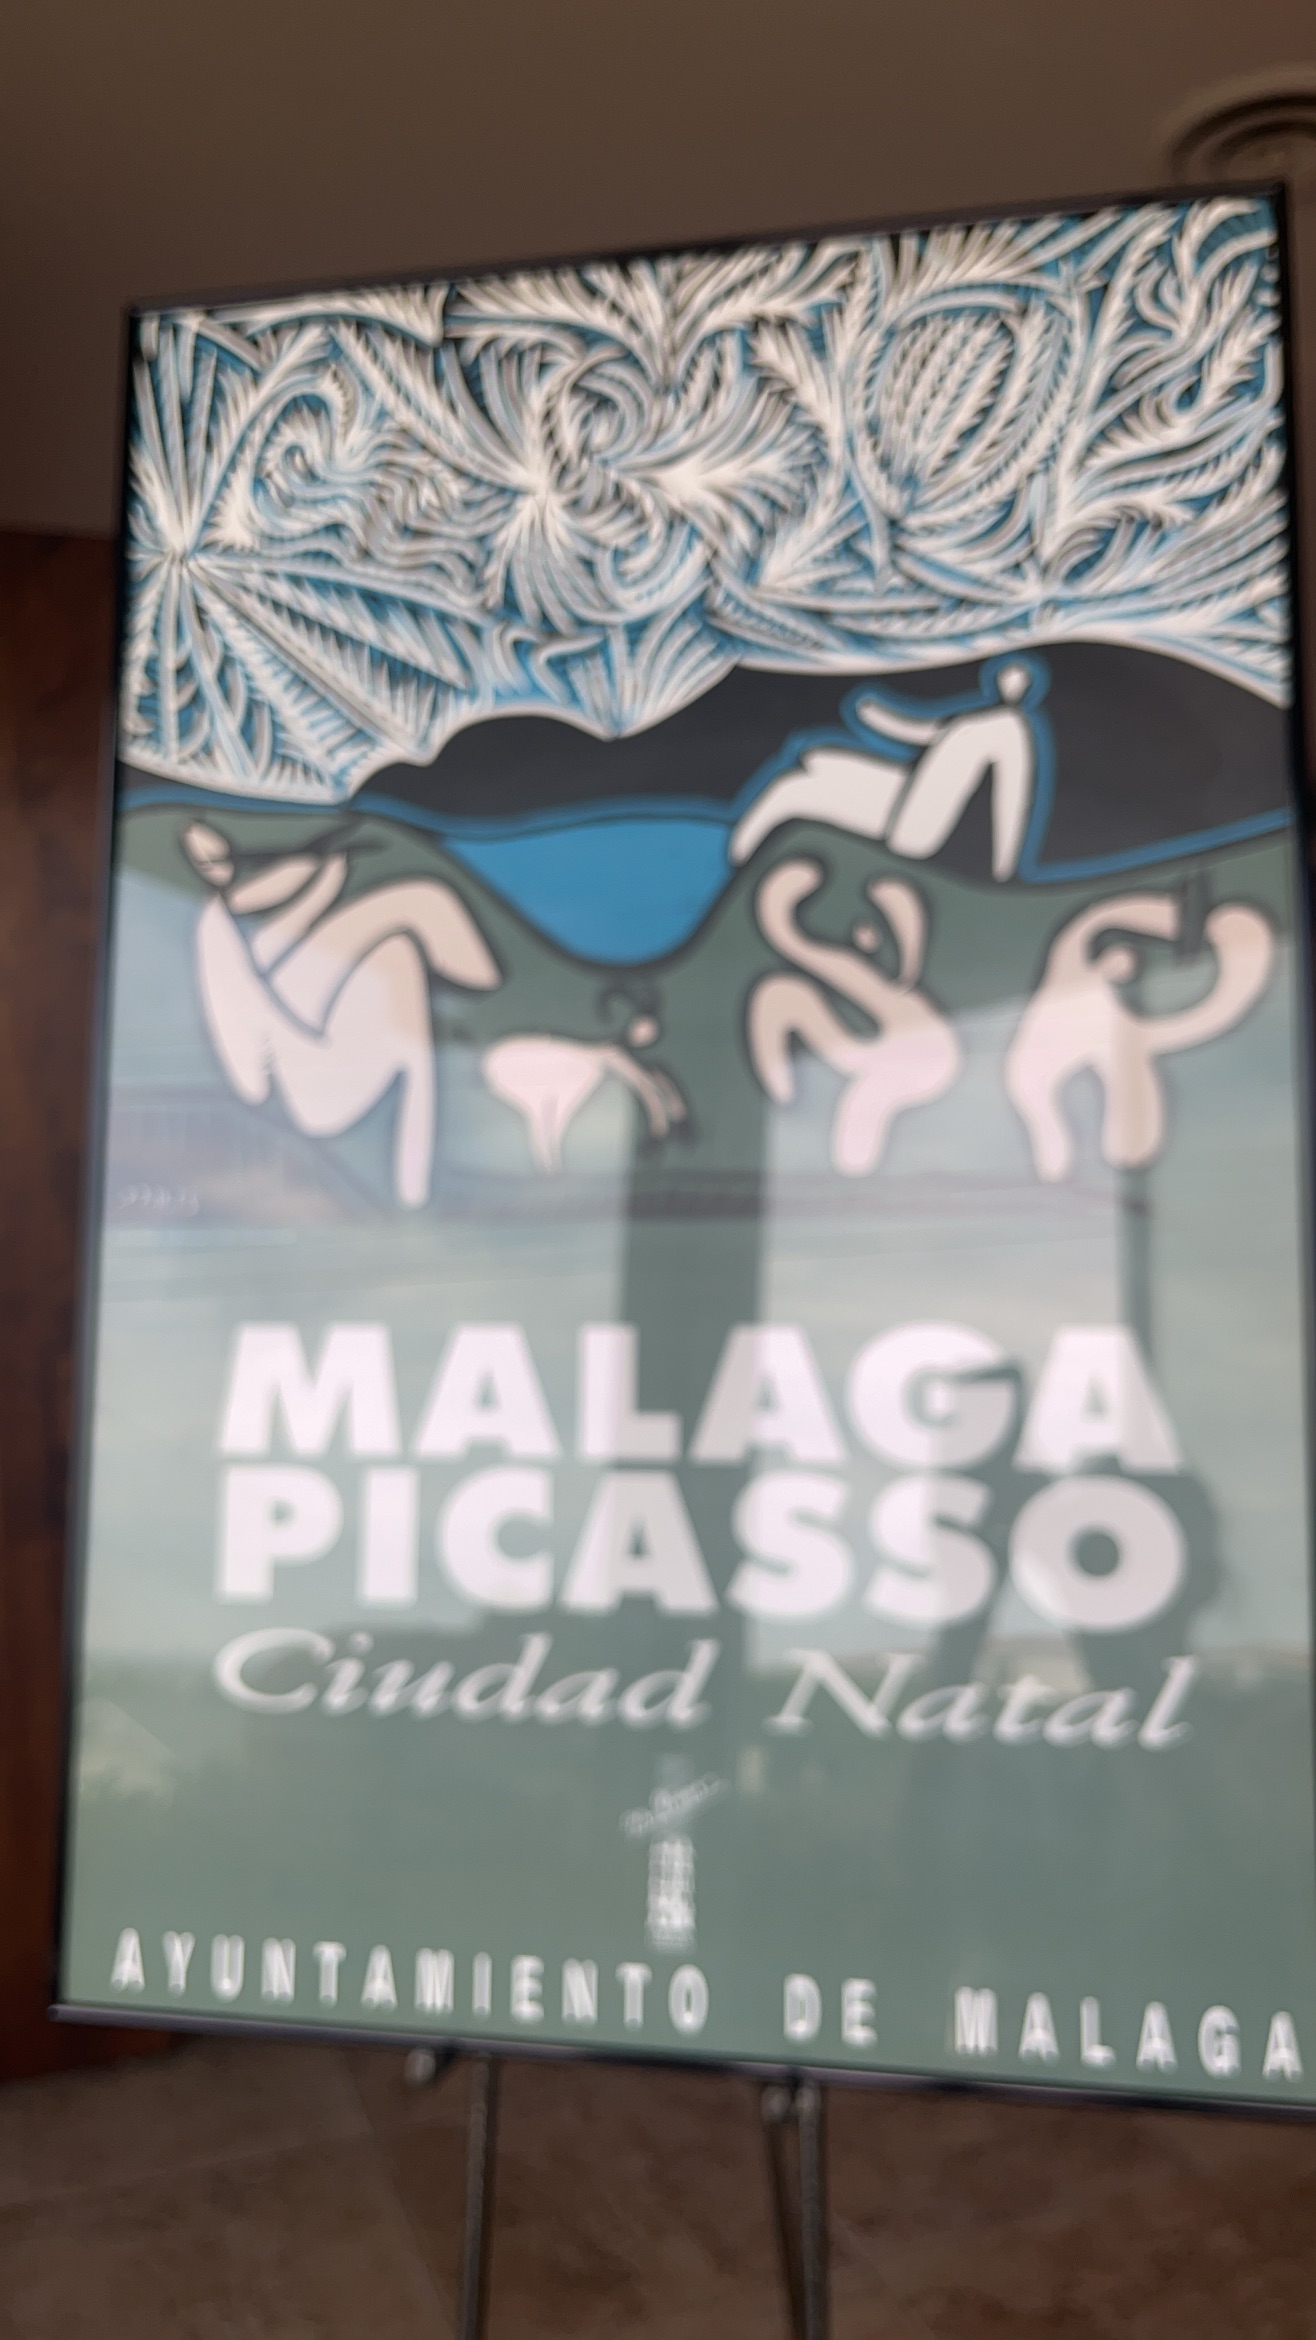 MALAGA
PICASSO
Ciudad Natal
AYUNTAMIENTO DE MALAGA